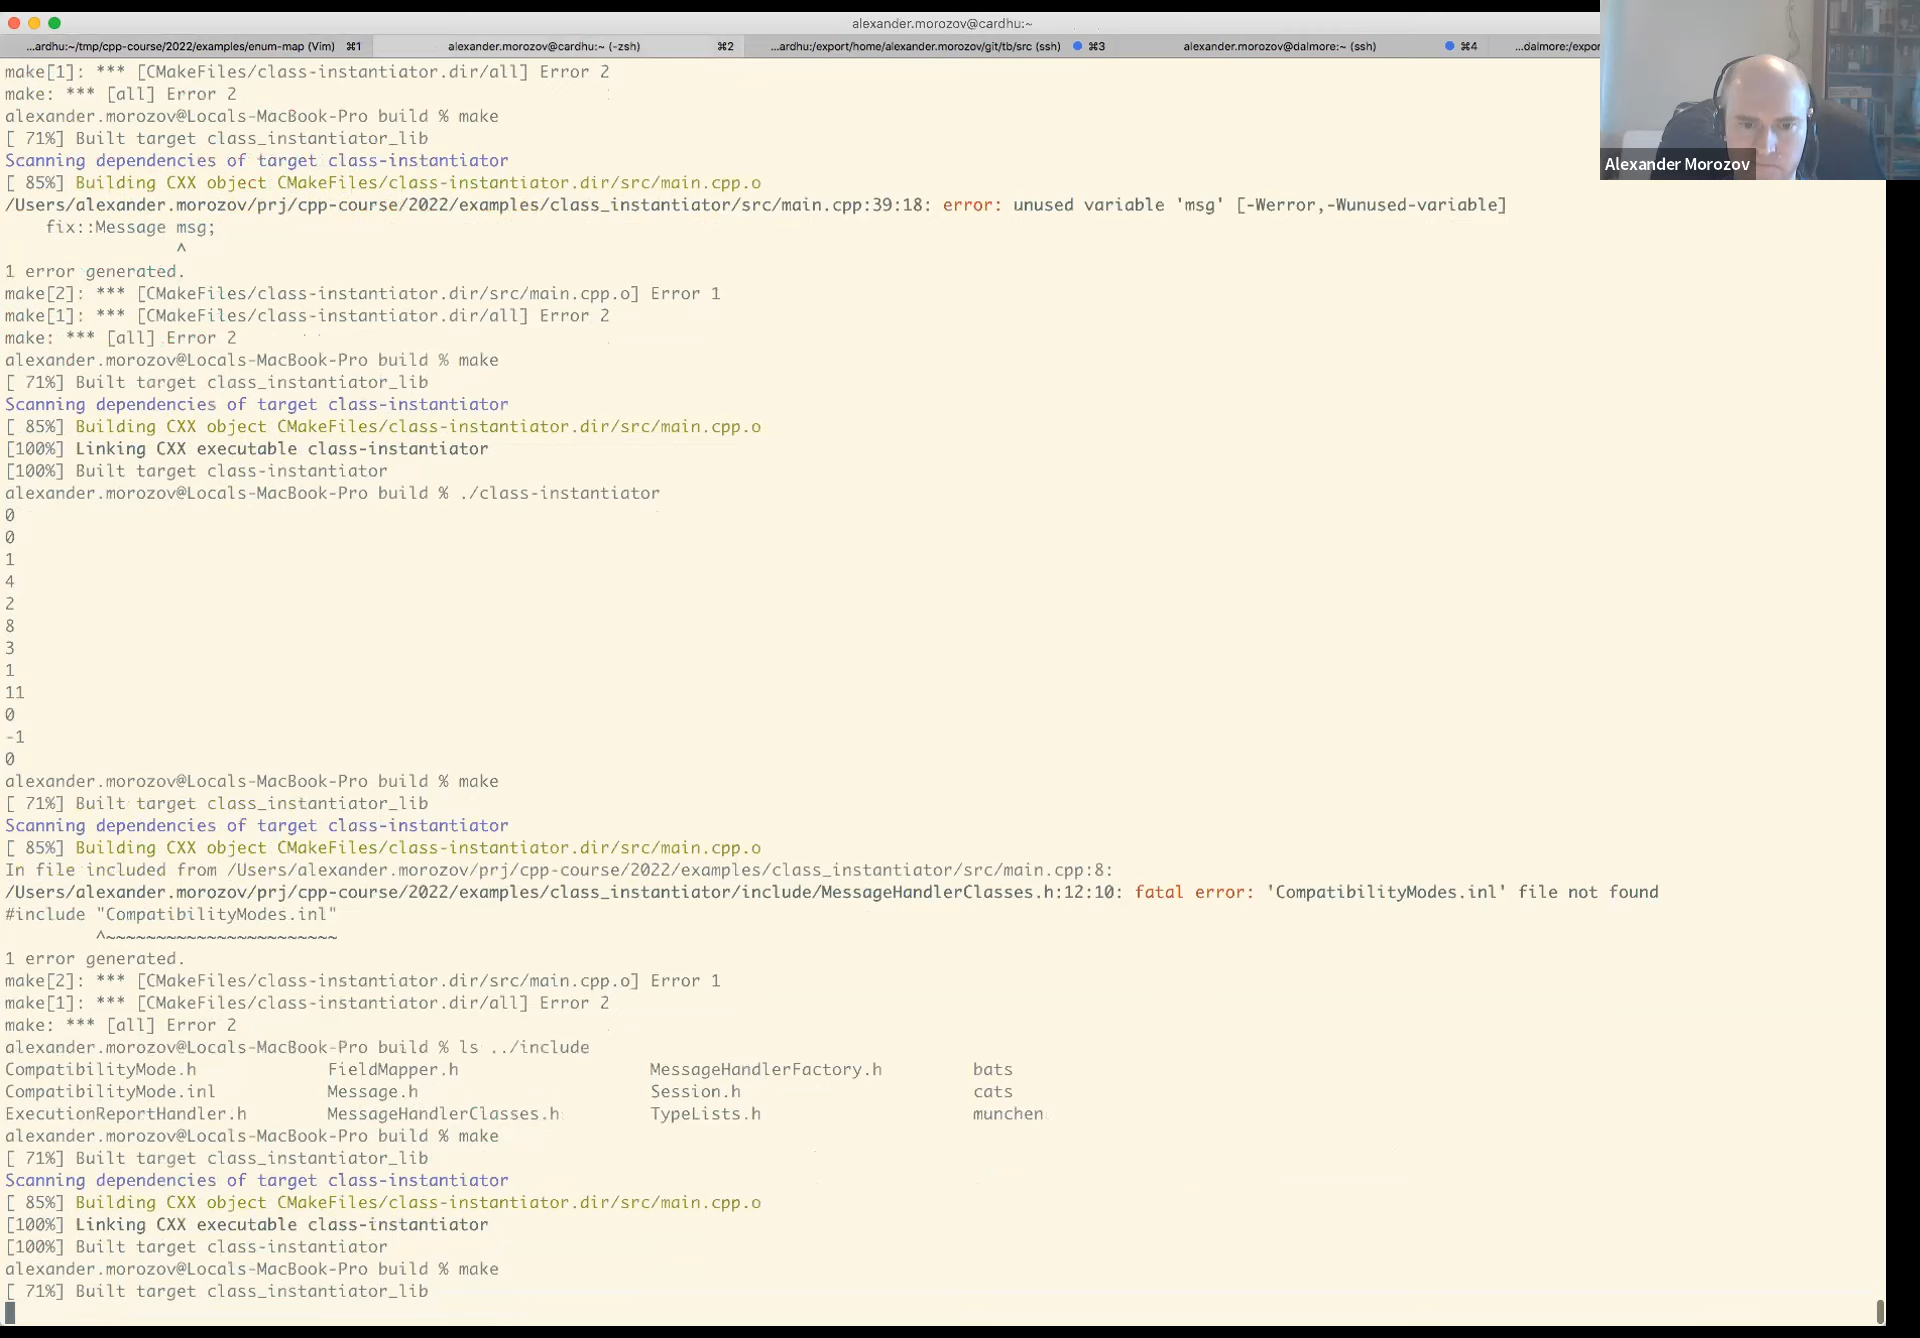 alexander.morozov@cardhu:~
...ardhu:~/tmp/cpp-course/2022/examples/enum-map (Vim) ⌘1 alexander.morozov@cardhu:~ (-zsh) ⌘2 ...ardhu:/export/home/alexander.morozov/git/tb/src (ssh) ⌘3 alexander.morozov@dalmore:~ (ssh) ⌘4 ...dalmore:/expor
make[1]: *** [CMakeFiles/class-instantiator.dir/all] Error 2
make: *** [all] Error 2
alexander.morozov@Locals-MacBook-Pro build % make
[ 71%] Built target class_instantiator_lib
Scanning dependencies of target class-instantiator
[ 85%] Building CXX object CMakeFiles/class-instantiator.dir/src/main.cpp.o
/Users/alexander.morozov/prj/cpp-course/2022/examples/class_instantiator/src/main.cpp:39:18: error: unused variable 'msg' [-Werror,-Wunused-variable]
    fix::Message msg;
                 ^
1 error generated.
make[2]: *** [CMakeFiles/class-instantiator.dir/src/main.cpp.o] Error 1
make[1]: *** [CMakeFiles/class-instantiator.dir/all] Error 2
make: *** [all] Error 2
alexander.morozov@Locals-MacBook-Pro build % make
[ 71%] Built target class_instantiator_lib
Scanning dependencies of target class-instantiator
[ 85%] Building CXX object CMakeFiles/class-instantiator.dir/src/main.cpp.o
[100%] Linking CXX executable class-instantiator
[100%] Built target class-instantiator
alexander.morozov@Locals-MacBook-Pro build % ./class-instantiator
0
0
1
4
2
8
3
1
11
0
-1
0
alexander.morozov@Locals-MacBook-Pro build % make
[ 71%] Built target class_instantiator_lib
Scanning dependencies of target class-instantiator
[ 85%] Building CXX object CMakeFiles/class-instantiator.dir/src/main.cpp.o
In file included from /Users/alexander.morozov/prj/cpp-course/2022/examples/class_instantiator/src/main.cpp:8:
/Users/alexander.morozov/prj/cpp-course/2022/examples/class_instantiator/include/MessageHandlerClasses.h:12:10: fatal error: 'CompatibilityModes.inl' file not found
#include "CompatibilityModes.inl"
         ^~~~~~~~~~~~~~~~~~~~~~~~
1 error generated.
make[2]: *** [CMakeFiles/class-instantiator.dir/src/main.cpp.o] Error 1
make[1]: *** [CMakeFiles/class-instantiator.dir/all] Error 2
make: *** [all] Error 2
alexander.morozov@Locals-MacBook-Pro build % ls ../include
CompatibilityMode.h FieldMapper.h MessageHandlerFactory.h bats
CompatibilityMode.inl Message.h Session.h cats
ExecutionReportHandler.h MessageHandlerClasses.h TypeLists.h munchen
alexander.morozov@Locals-MacBook-Pro build % make
[ 71%] Built target class_instantiator_lib
Scanning dependencies of target class-instantiator
[ 85%] Building CXX object CMakeFiles/class-instantiator.dir/src/main.cpp.o
[100%] Linking CXX executable class-instantiator
[100%] Built target class-instantiator
alexander.morozov@Locals-MacBook-Pro build % make
[ 71%] Built target class_instantiator_lib
Alexander Morozov